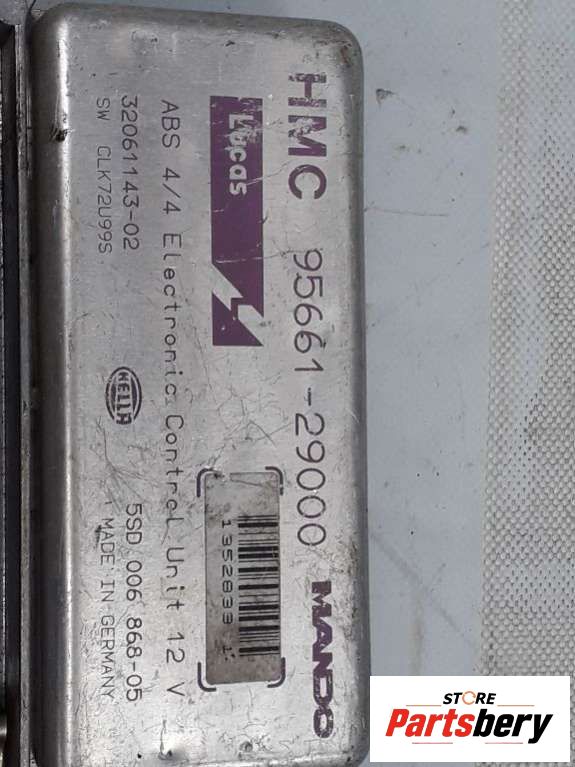 HMC 95661-29000 MANDO
Lucas
ABS 4/4 Electronic Control Unit 12 V
1352833 1
32061143-02
HELLA
5SD 006 868-05
SW CLK72U99S
MADE IN GERMANY
STORE
Partsbery